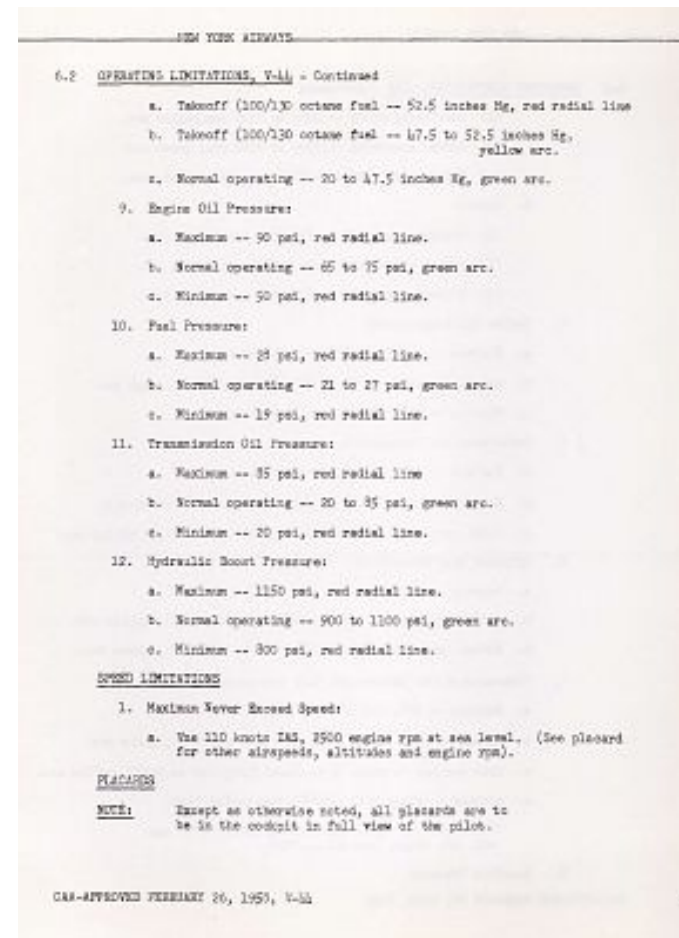 NEW YORK AIRWAYS
6.2 OPERATING LIMITATIONS, V-44 - Continued
a. Takeoff (100/130 octane fuel -- 52.5 inches Hg, red radial line
b. Takeoff (100/130 octane fuel -- 47.5 to 52.5 inches Hg,
yellow arc.
c. Normal operating -- 20 to 47.5 inches Hg, green arc.
9. Engine Oil Pressure:
a. Maximum -- 90 psi, red radial line.
b. Normal operating -- 65 to 75 psi, green arc.
c. Minimum -- 50 psi, red radial line.
10. Fuel Pressure:
a. Maximum -- 28 psi, red radial line.
b. Normal operating -- 21 to 27 psi, green arc.
c. Minimum -- 19 psi, red radial line.
11. Transmission Oil Pressure:
a. Maximum -- 85 psi, red radial line
b. Normal operating -- 20 to 85 psi, green arc.
c. Minimum -- 20 psi, red radial line.
12. Hydraulic Boost Pressure:
a. Maximum -- 1150 psi, red radial line.
b. Normal operating -- 900 to 1100 psi, green arc.
c. Minimum -- 800 psi, red radial line.
SPEED LIMITATIONS
1. Maximum Never Exceed Speed:
a. Vne 110 knots IAS, 2500 engine rpm at sea level. (See placard
for other airspeeds, altitudes and engine rpm).
PLACARDS
NOTE: Except as otherwise noted, all placards are to
be in the cockpit in full view of the pilot.
CAA-APPROVED FEBRUARY 26, V-44